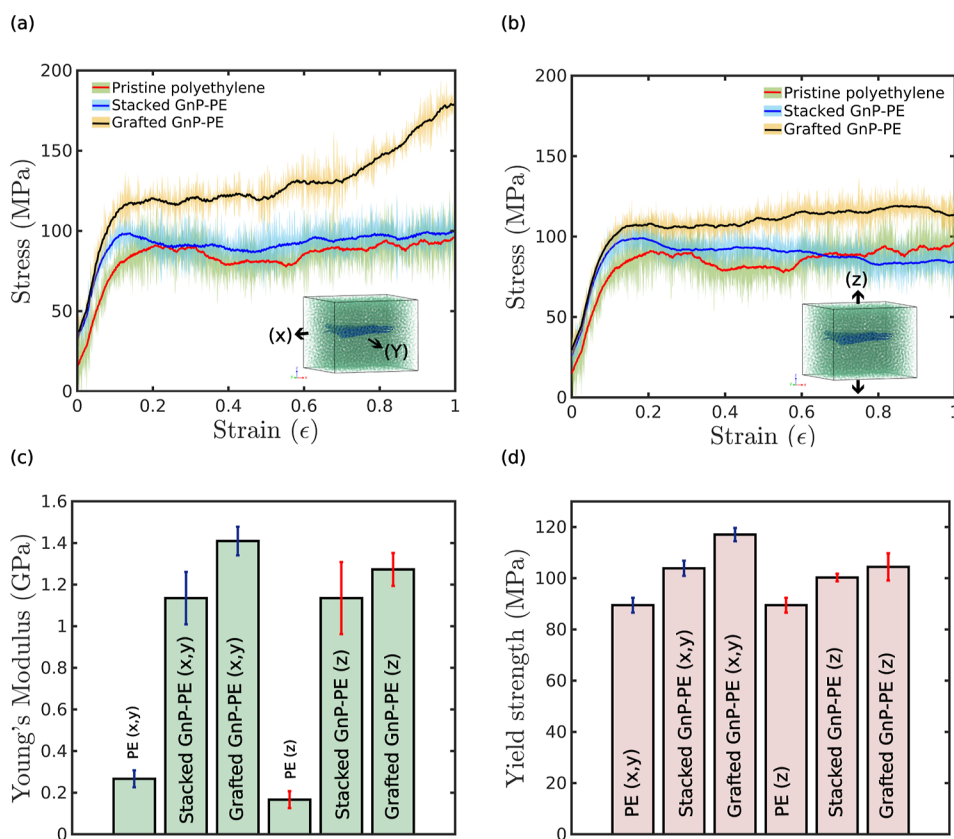 (a)
200
150
100
50
0
Stress (MPa)
Pristine polyethylene
Stacked GnP-PE
Grafted GnP-PE
(x)
(Y)
0 0.2 0.4 0.6 0.8 1
Strain (ϵ)
(b)
200
150
100
50
0
Stress (MPa)
Pristine polyethylene
Stacked GnP-PE
Grafted GnP-PE
(z)
0 0.2 0.4 0.6 0.8 1
Strain (ϵ)
(c)
1.6
1.4
1.2
1
0.8
0.6
0.4
0.2
0
Young's Modulus (GPa)
PE (x,y)
Stacked GnP-PE (x,y)
Grafted GnP-PE (x,y)
PE (z)
Stacked GnP-PE (z)
Grafted GnP-PE (z)
(d)
120
100
80
60
40
20
0
Yield strength (MPa)
PE (x,y)
Stacked GnP-PE (x,y)
Grafted GnP-PE (x,y)
PE (z)
Stacked GnP-PE (z)
Grafted GnP-PE (z)